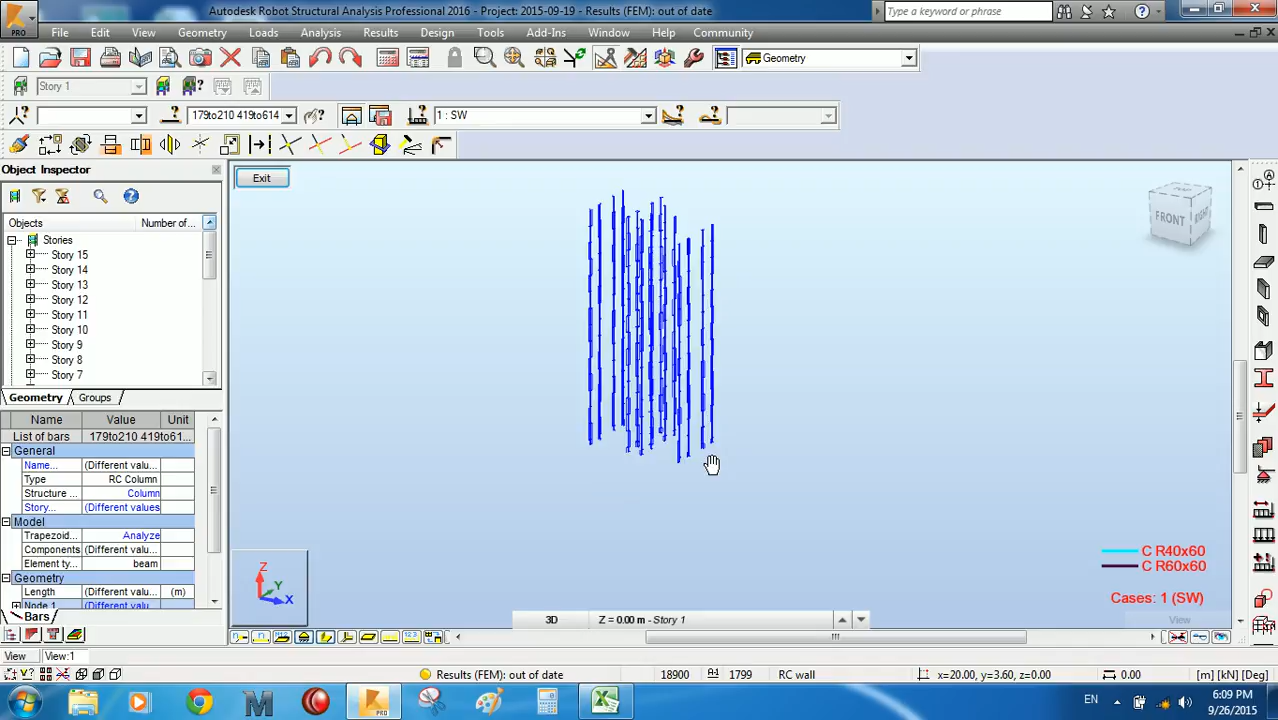 Autodesk Robot Structural Analysis Professional 2016 - Project: 2015-09-19 - Results (FEM): out of date
Type a keyword or phrase
PRO
File Edit View Geometry Loads Analysis Results Design Tools Add-Ins Window Help Community
Geometry
Story 1
179to210 419to614
1 : SW
Object Inspector
Exit
FRONT
RIGHT
Objects Number of...
Stories
Story 15
Story 14
Story 13
Story 12
Story 11
Story 10
Story 9
Story 8
Story 7
Geometry Groups
Name Value Unit
List of bars 179to210 419to61...
General
Name... (Different valu...
Type RC Column
Structure ... Column
Story... (Different values)
Model
Trapezoid... Analyze
Components (Different valu...
Element ty... beam
Geometry
Length (Different valu... (m)
Node 1 (Different valu...
Bars
Z
Y
X
C R40x60
C R60x60
Cases: 1 (SW)
3D Z = 0.00 m - Story 1
View
View View:1
Results (FEM): out of date 18900 1799 RC wall x=20.00, y=3.60, z=0.00 0.00 [m] [kN] [Deg]
EN
6:09 PM
9/26/2015